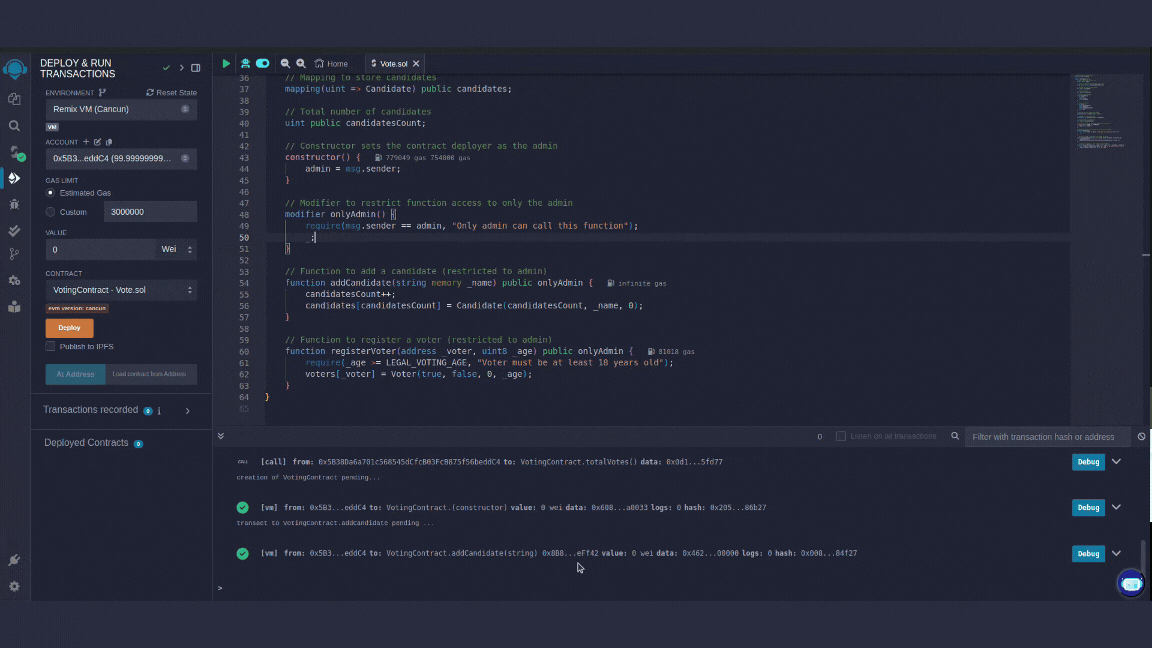 DEPLOY & RUN
TRANSACTIONS
ENVIRONMENT
Reset State
Remix VM (Cancun)
VM
ACCOUNT
0x5B3...eddC4 (99.99999999...
GAS LIMIT
Estimated Gas
Custom 3000000
VALUE
0 Wei
CONTRACT
VotingContract - Vote.sol
evm version: cancun
Deploy
Publish to IPFS
At Address Load contract from Address
Transactions recorded 0 i
Deployed Contracts 0
Home Vote.sol
36 // Mapping to store candidates
37 mapping(uint => Candidate) public candidates;
38
39 // Total number of candidates
40 uint public candidatesCount;
41
42 // Constructor sets the contract deployer as the admin
43 constructor() { 779049 gas 754800 gas
44 admin = msg.sender;
45 }
46
47 // Modifier to restrict function access to only the admin
48 modifier onlyAdmin() {
49 require(msg.sender == admin, "Only admin can call this function");
50 _;
51 }
52
53 // Function to add a candidate (restricted to admin)
54 function addCandidate(string memory _name) public onlyAdmin { infinite gas
55 candidatesCount++;
56 candidates[candidatesCount] = Candidate(candidatesCount, _name, 0);
57 }
58
59 // Function to register a voter (restricted to admin)
60 function registerVoter(address _voter, uint8 _age) public onlyAdmin { 81018 gas
61 require(_age >= LEGAL_VOTING_AGE, "Voter must be at least 18 years old");
62 voters[_voter] = Voter(true, false, 0, _age);
63 }
64 }
65
0 Listen on all transactions Filter with transaction hash or address
CALL [call] from: 0x5B38Da6a701c568545dCfcB03FcB875f56beddC4 to: VotingContract.totalVotes() data: 0x0d1...5fd77 Debug
creation of VotingContract pending...
[vm] from: 0x5B3...eddC4 to: VotingContract.(constructor) value: 0 wei data: 0x608...a0033 logs: 0 hash: 0x205...86b27 Debug
transact to VotingContract.addCandidate pending ...
[vm] from: 0x5B3...eddC4 to: VotingContract.addCandidate(string) 0x8B8...eFf42 value: 0 wei data: 0x462...00000 logs: 0 hash: 0x008...84f27 Debug
>